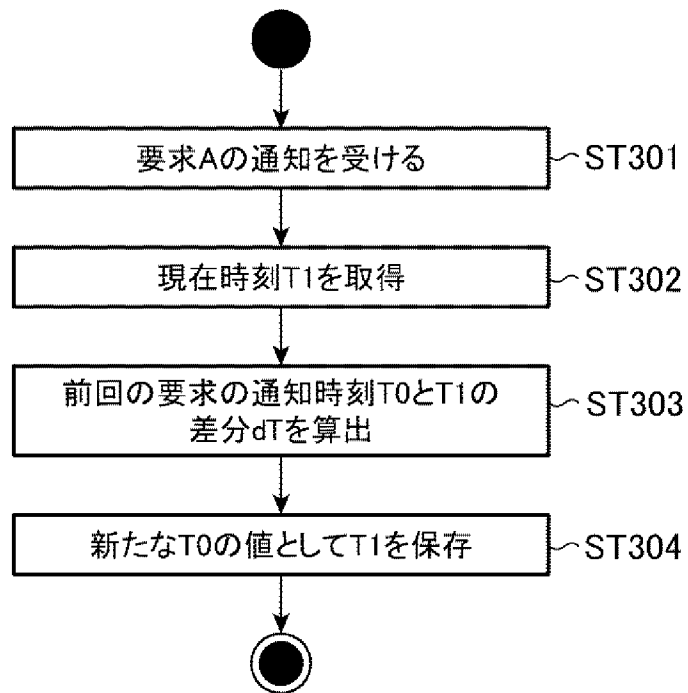 要求Aの通知を受ける ST301
現在時刻T1を取得 ST302
前回の要求の通知時刻T0とT1の
差分dTを算出 ST303
新たなT0の値としてT1を保存 ST304